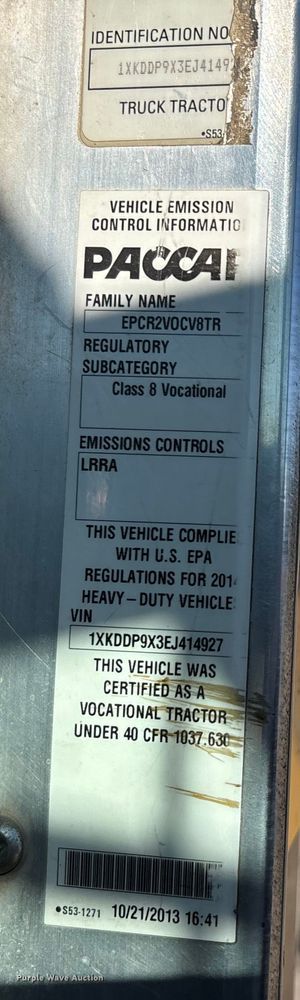 IDENTIFICATION NO
1XKDDP9X3EJ4149
TRUCK TRACTO
•S53
VEHICLE EMISSION
CONTROL INFORMATIO
PACCAR
FAMILY NAME
EPCR2VOCV8TR
REGULATORY
SUBCATEGORY
Class 8 Vocational
EMISSIONS CONTROLS
LRRA
THIS VEHICLE COMPLIE
WITH U.S. EPA
REGULATIONS FOR 2014
HEAVY-DUTY VEHICLE
VIN
1XKDDP9X3EJ414927
THIS VEHICLE WAS
CERTIFIED AS A
VOCATIONAL TRACTOR
UNDER 40 CFR 1037.630
•S53-1271 10/21/2013 16:41
Purple Wave Auction